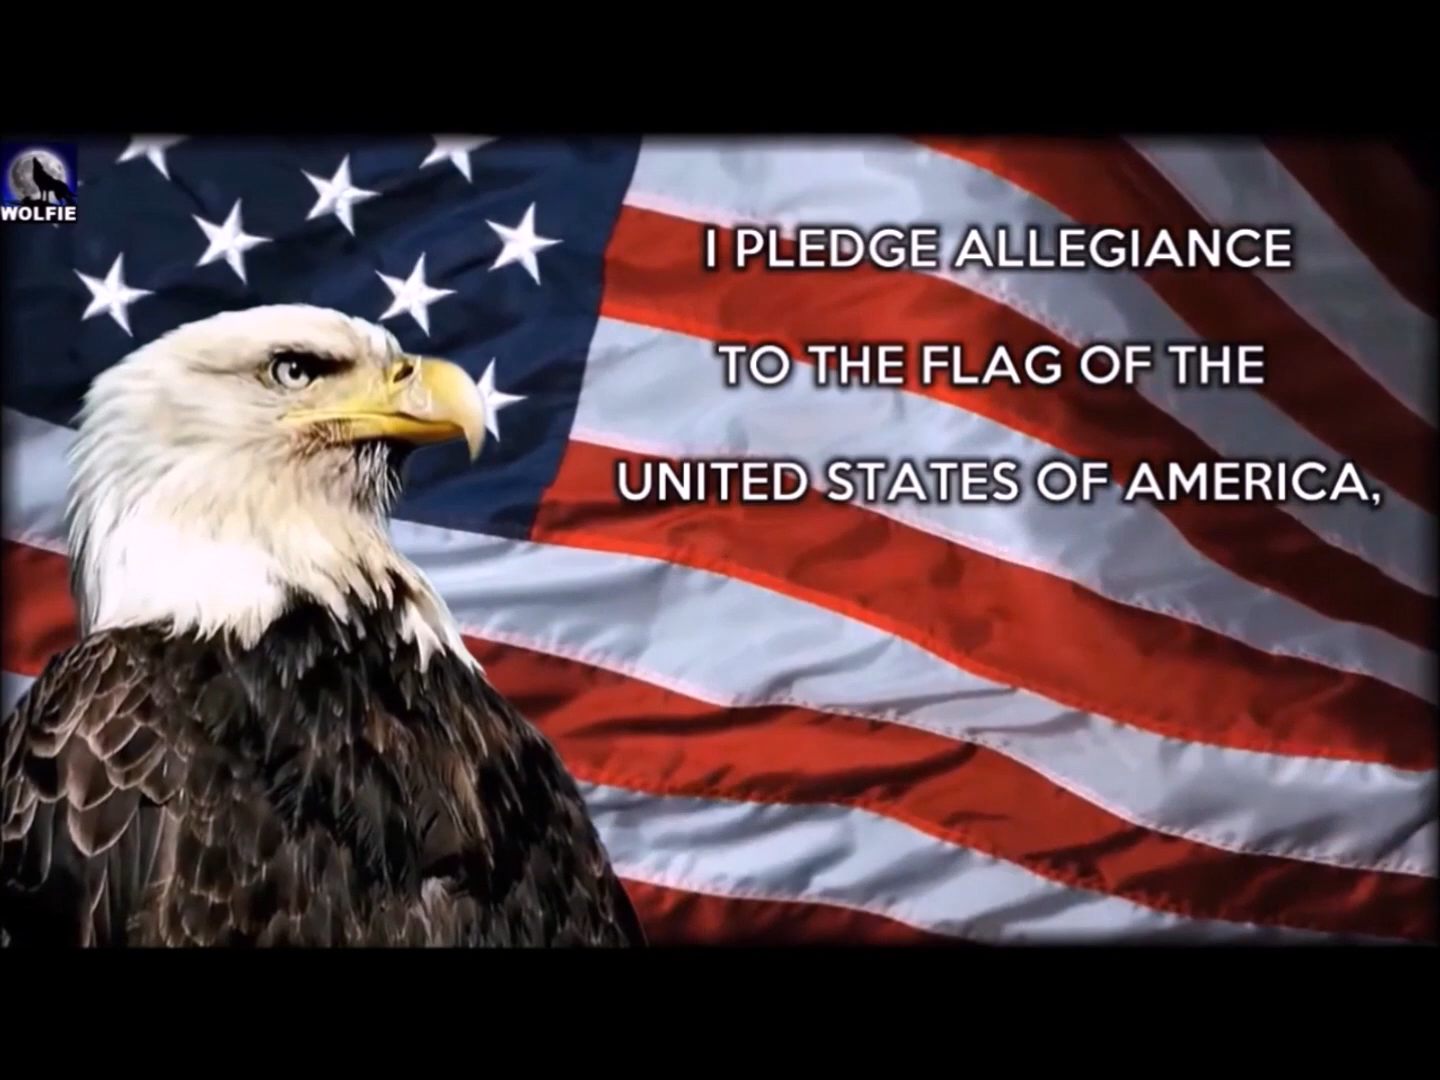 WOLFIE
I PLEDGE ALLEGIANCE
TO THE FLAG OF THE
UNITED STATES OF AMERICA,